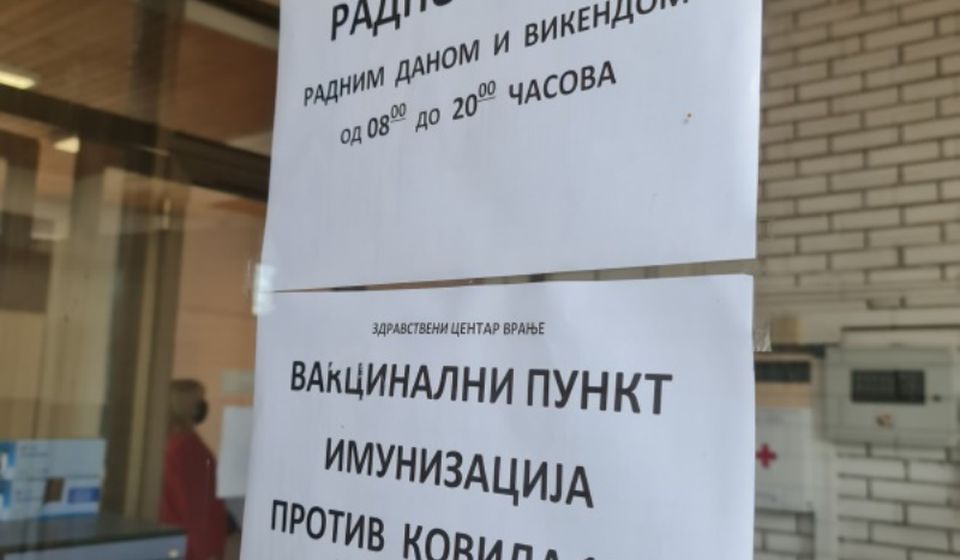 РАДНИМ ДАНОМ И ВИКЕНДОМ
ОД 08⁰⁰ ДО 20⁰⁰ ЧАСОВА
ЗДРАВСТВЕНИ ЦЕНТАР ВРАЊЕ
ВАКЦИНАЛНИ ПУНКТ
ИМУНИЗАЦИЈА
ПРОТИВ КОВИДА